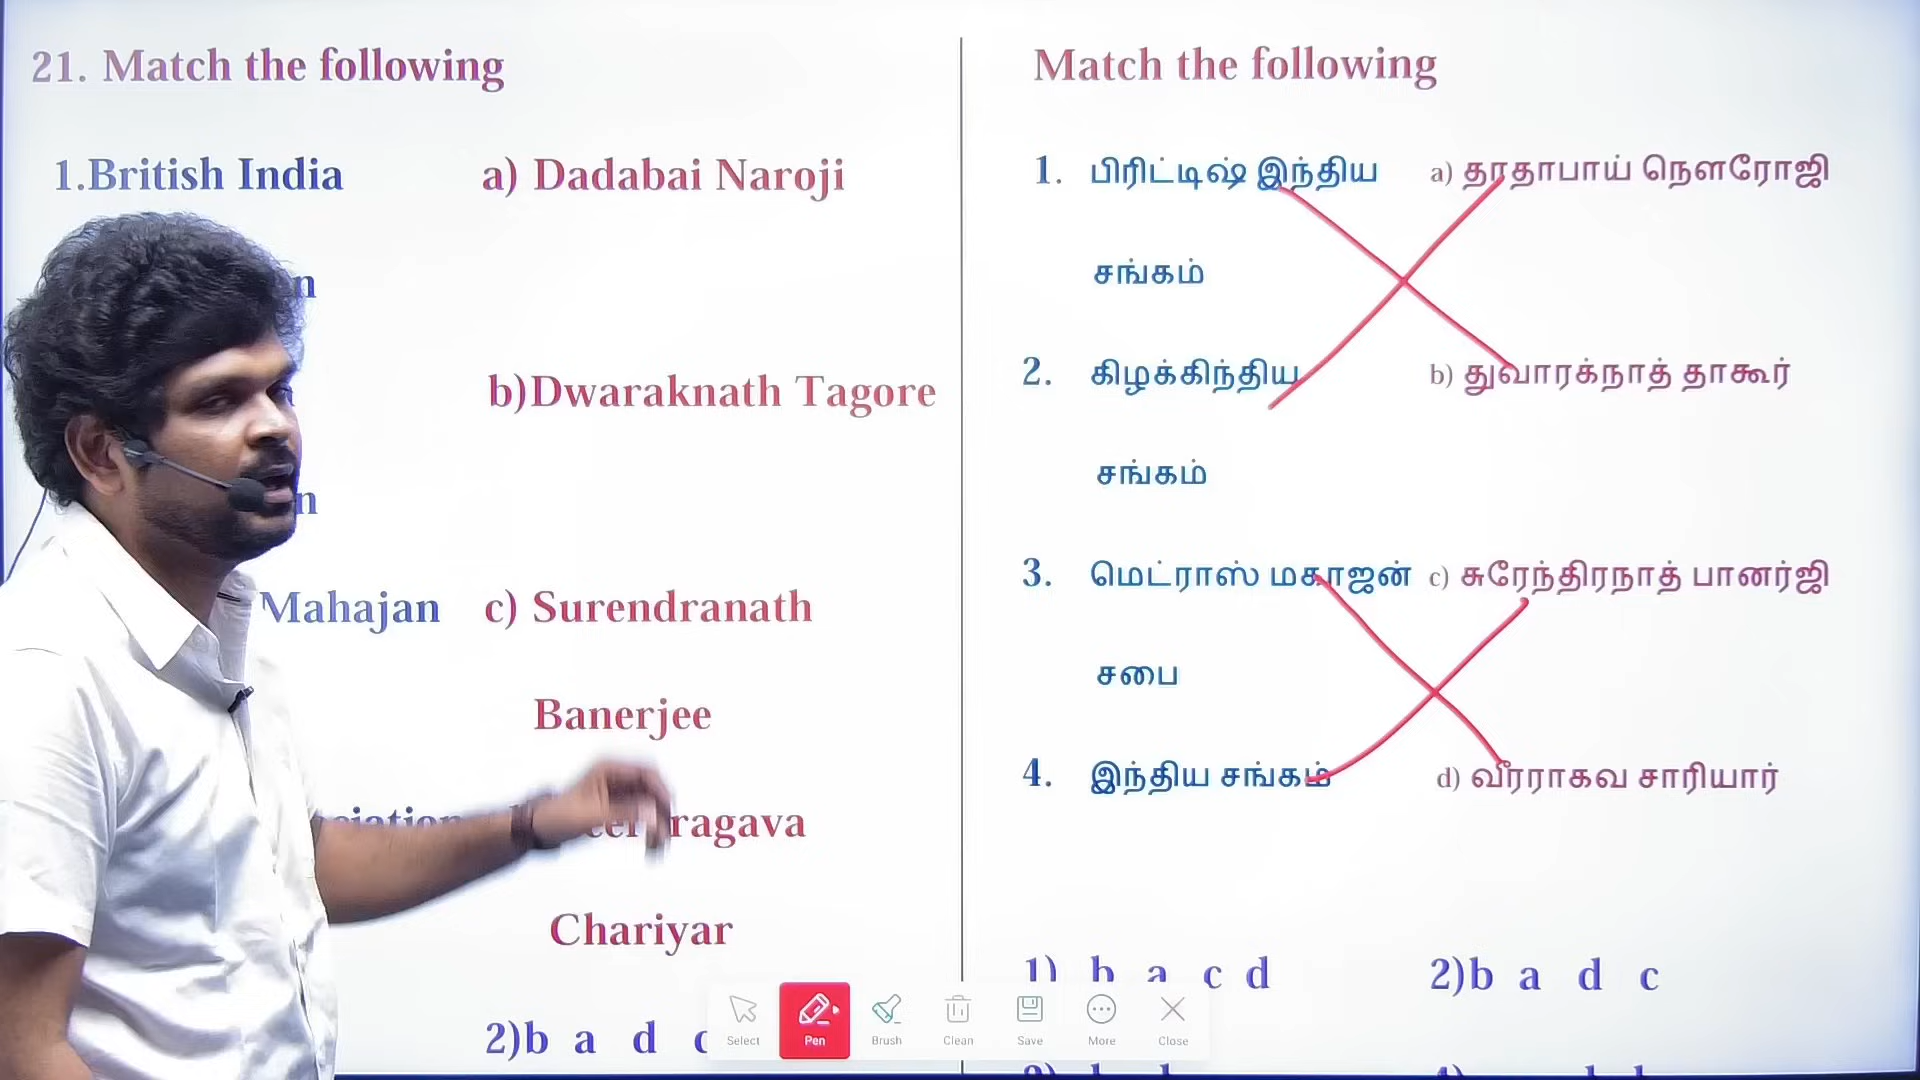 21. Match the following
1.British India
a) Dadabai Naroji
b)Dwaraknath Tagore
Mahajan
c) Surendranath
Banerjee
Chariyar
2)b a d
Match the following
1. பிரிட்டிஷ் இந்திய
a) தாதாபாய் நௌரோஜி
சங்கம்
2. கிழக்கிந்திய
b) துவாரக்நாத் தாகூர்
சங்கம்
3. மெட்ராஸ் மகாஜன்
c) சுரேந்திரநாத் பானர்ஜி
சபை
4. இந்திய சங்கம்
d) வீரராகவ சாரியார்
1) b a c d
2)b a d c
Select
Pen
Brush
Clean
Save
More
Close